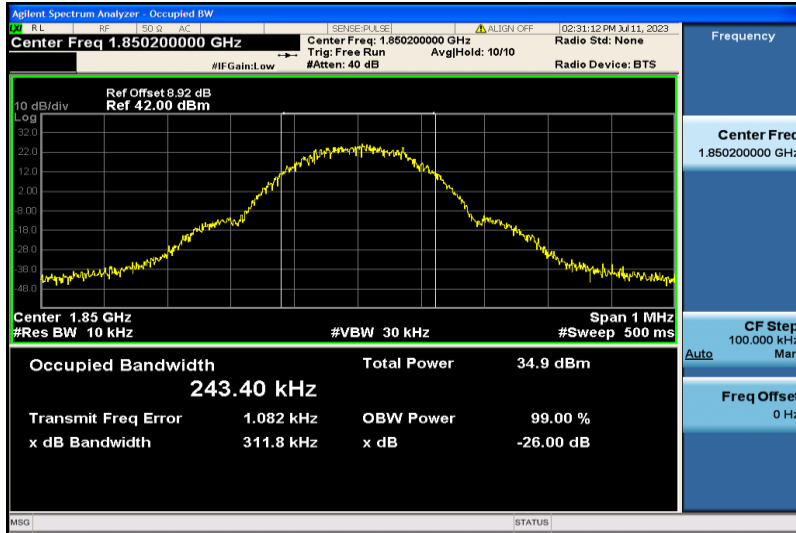 Agilent Spectrum Analyzer - Occupied BW
LXI RL RF 50 Ω AC SENSE:PULSE ALIGN OFF 02:31:12 PM Jul 11, 2023
Center Freq 1.850200000 GHz
Center Freq: 1.850200000 GHz
Radio Std: None
Trig: Free Run Avg|Hold: 10/10
#IFGain:Low #Atten: 40 dB Radio Device: BTS
Ref Offset 8.92 dB
10 dB/div Ref 42.00 dBm
Log
32.0
22.0
12.0
2.00
-8.00
-18.0
-28.0
-38.0
-48.0
Center 1.85 GHz Span 1 MHz
#Res BW 10 kHz #VBW 30 kHz #Sweep 500 ms
Occupied Bandwidth Total Power 34.9 dBm
243.40 kHz
Transmit Freq Error 1.082 kHz OBW Power 99.00 %
x dB Bandwidth 311.8 kHz x dB -26.00 dB
MSG STATUS
Frequency
Center Freq
1.850200000 GHz
CF Step
100.000 kHz
Auto Man
Freq Offset
0 Hz